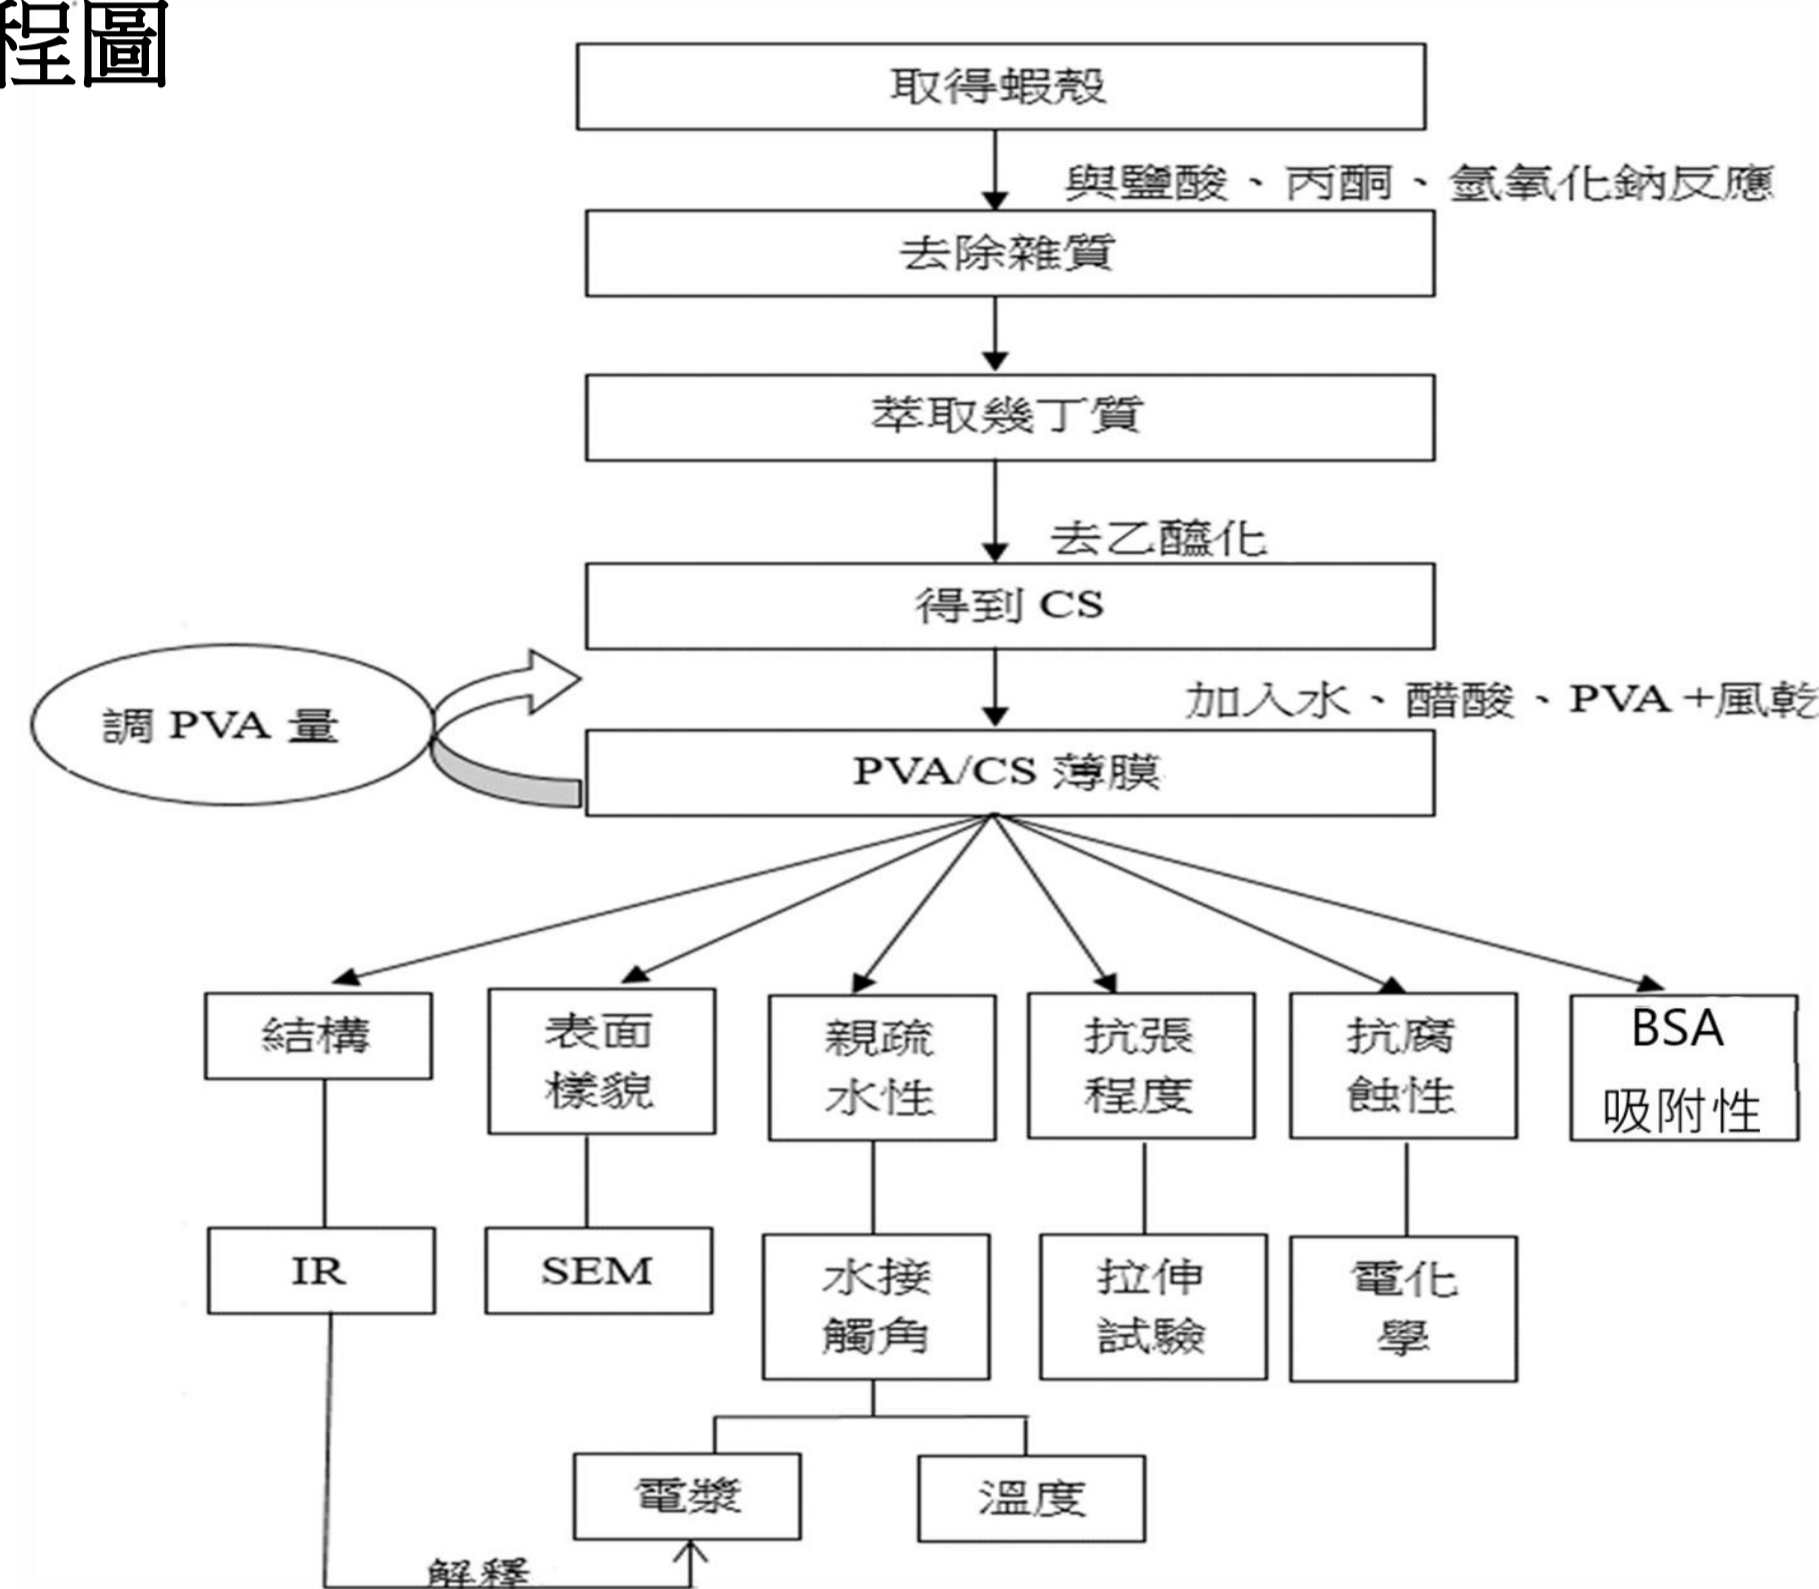 程圖
取得蝦殼
與鹽酸、丙酮、氫氧化鈉反應
去除雜質
萃取幾丁質
去乙醯化
得到 CS
調 PVA 量
加入水、醋酸、PVA +風乾
PVA/CS 薄膜
結構
表面
樣貌
親疏
水性
抗張
程度
抗腐
蝕性
BSA
吸附性
IR
SEM
水接
觸角
拉伸
試驗
電化
學
電漿
溫度
解釋